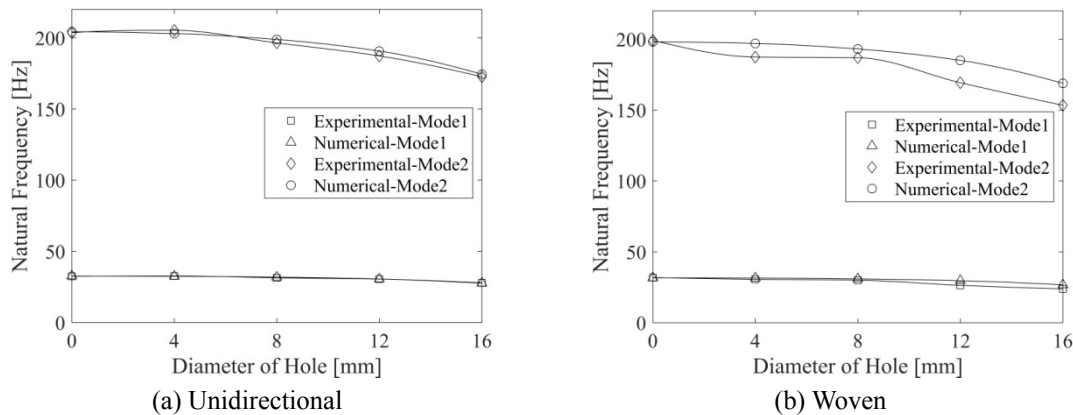 200
150
100
50
0
Natural Frequency [Hz]
Experimental-Mode1
Numerical-Mode1
Experimental-Mode2
Numerical-Mode2
0 4 8 12 16
Diameter of Hole [mm]
(a) Unidirectional
200
150
100
50
0
Natural Frequency [Hz]
Experimental-Mode1
Numerical-Mode1
Experimental-Mode2
Numerical-Mode2
0 4 8 12 16
Diameter of Hole [mm]
(b) Woven